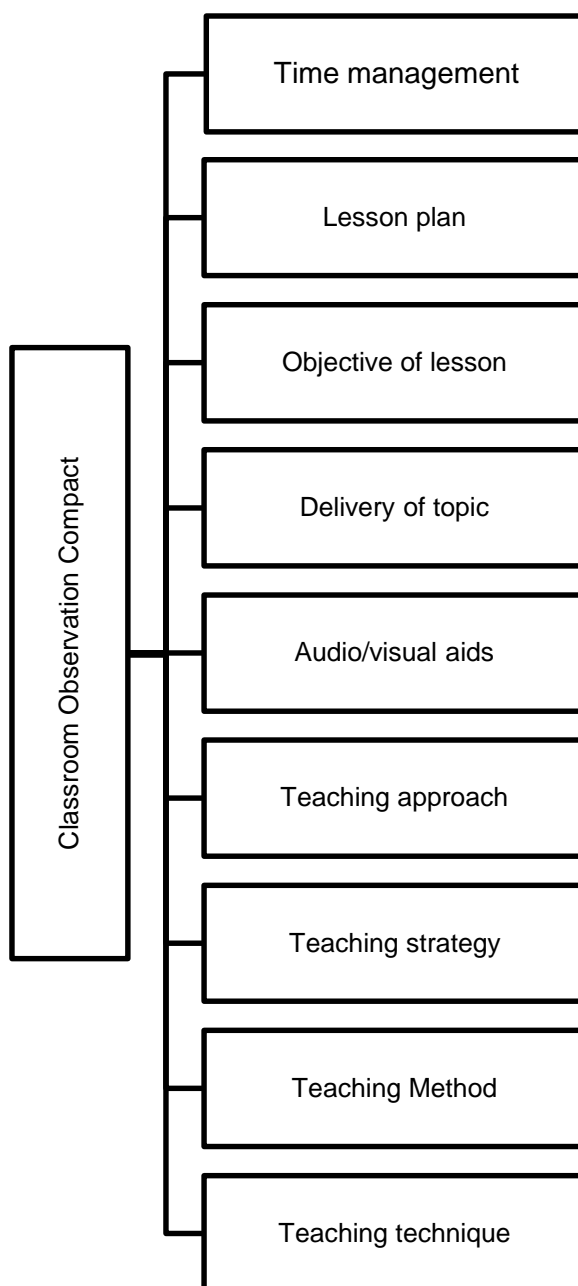 Classroom Observation Compact
Time management
Lesson plan
Objective of lesson
Delivery of topic
Audio/visual aids
Teaching approach
Teaching strategy
Teaching Method
Teaching technique